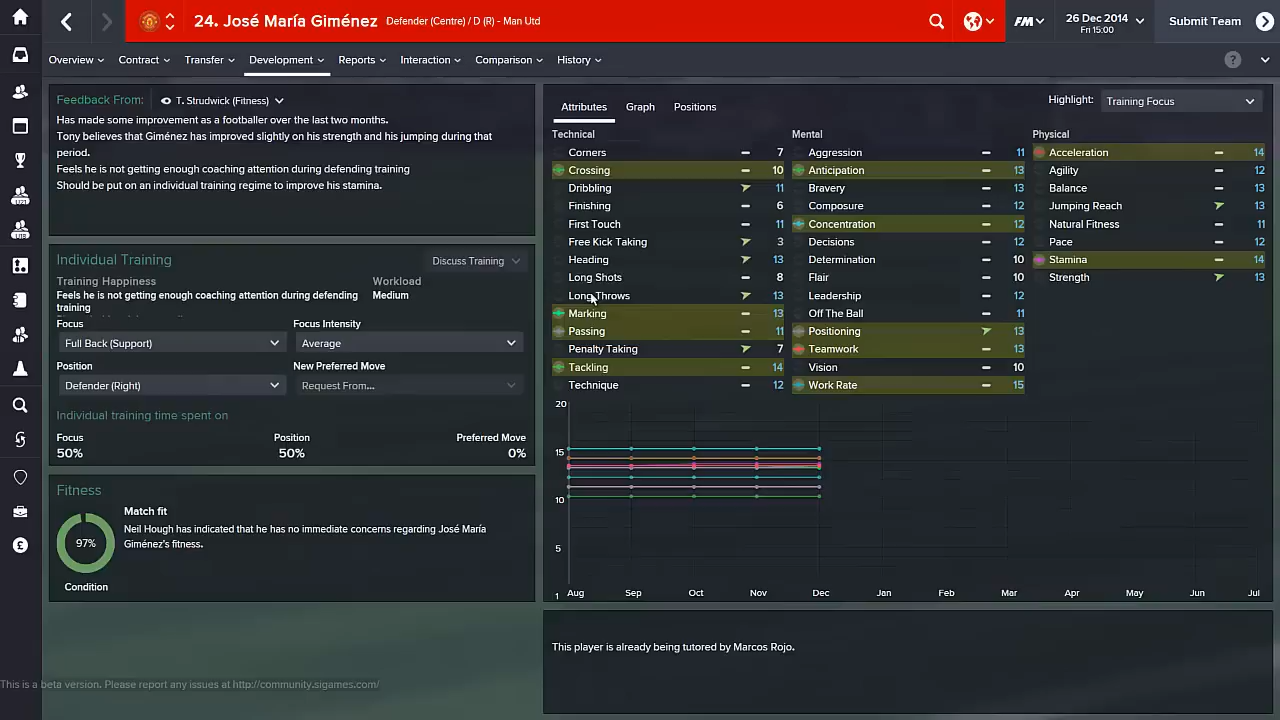 24. José María Giménez
Defender (Centre) / D (R) - Man Utd
FM
26 Dec 2014
Fri 15:00
Submit Team
Overview
Contract
Transfer
Development
Reports
Interaction
Comparison
History
?
Feedback From:
T. Strudwick (Fitness)
Has made some improvement as a footballer over the last two months.
Tony believes that Giménez has improved slightly on his strength and his jumping during that
period.
Feels he is not getting enough coaching attention during defending training
Should be put on an individual training regime to improve his stamina.
Individual Training
Discuss Training
Training Happiness
Workload
Feels he is not getting enough coaching attention during defending
training
Medium
Focus
Focus Intensity
Full Back (Support)
Average
Position
New Preferred Move
Defender (Right)
Request From...
Individual training time spent on
Focus
Position
Preferred Move
50%
50%
0%
Fitness
97%
Condition
Match fit
Neil Hough has indicated that he has no immediate concerns regarding José María
Giménez's fitness.
Attributes
Graph
Positions
Highlight:
Training Focus
Technical
Corners 7
Crossing 10
Dribbling 11
Finishing 6
First Touch 11
Free Kick Taking 3
Heading 13
Long Shots 8
Long Throws 13
Marking 13
Passing 11
Penalty Taking 7
Tackling 14
Technique 12
Mental
Aggression 11
Anticipation 13
Bravery 13
Composure 12
Concentration 12
Decisions 12
Determination 10
Flair 10
Leadership 12
Off The Ball 11
Positioning 13
Teamwork 13
Vision 10
Work Rate 15
Physical
Acceleration 14
Agility 12
Balance 13
Jumping Reach 13
Natural Fitness 13
Pace 12
Stamina 14
Strength 13
20
15
10
5
1
Aug Sep Oct Nov Dec Jan Feb Mar Apr May Jun Jul
This player is already being tutored by Marcos Rojo.
This is a beta version. Please report any issues at http://community.sigames.com/